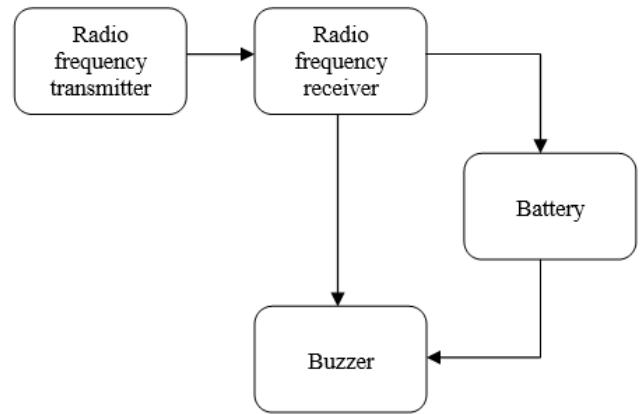 Radio
frequency
transmitter
Radio
frequency
receiver
Battery
Buzzer